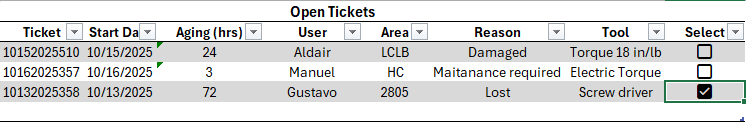 Open Tickets
Ticket Start Da Aging (hrs) User Area Reason Tool Select
10152025510 10/15/2025 24 Aldair LCLB Damaged Torque 18 in/lb
10162025357 10/16/2025 3 Manuel HC Maitanance required Electric Torque
10132025358 10/13/2025 72 Gustavo 2805 Lost Screw driver